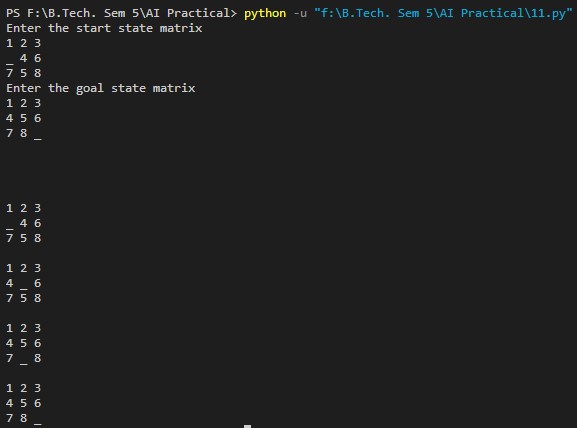 PS F:\B.Tech. Sem 5\AI Practical> python -u "f:\B.Tech. Sem 5\AI Practical\11.py"
Enter the start state matrix
1 2 3
_ 4 6
7 5 8
Enter the goal state matrix
1 2 3
4 5 6
7 8 _
1 2 3
_ 4 6
7 5 8
1 2 3
4 _ 6
7 5 8
1 2 3
4 5 6
7 _ 8
1 2 3
4 5 6
7 8 _